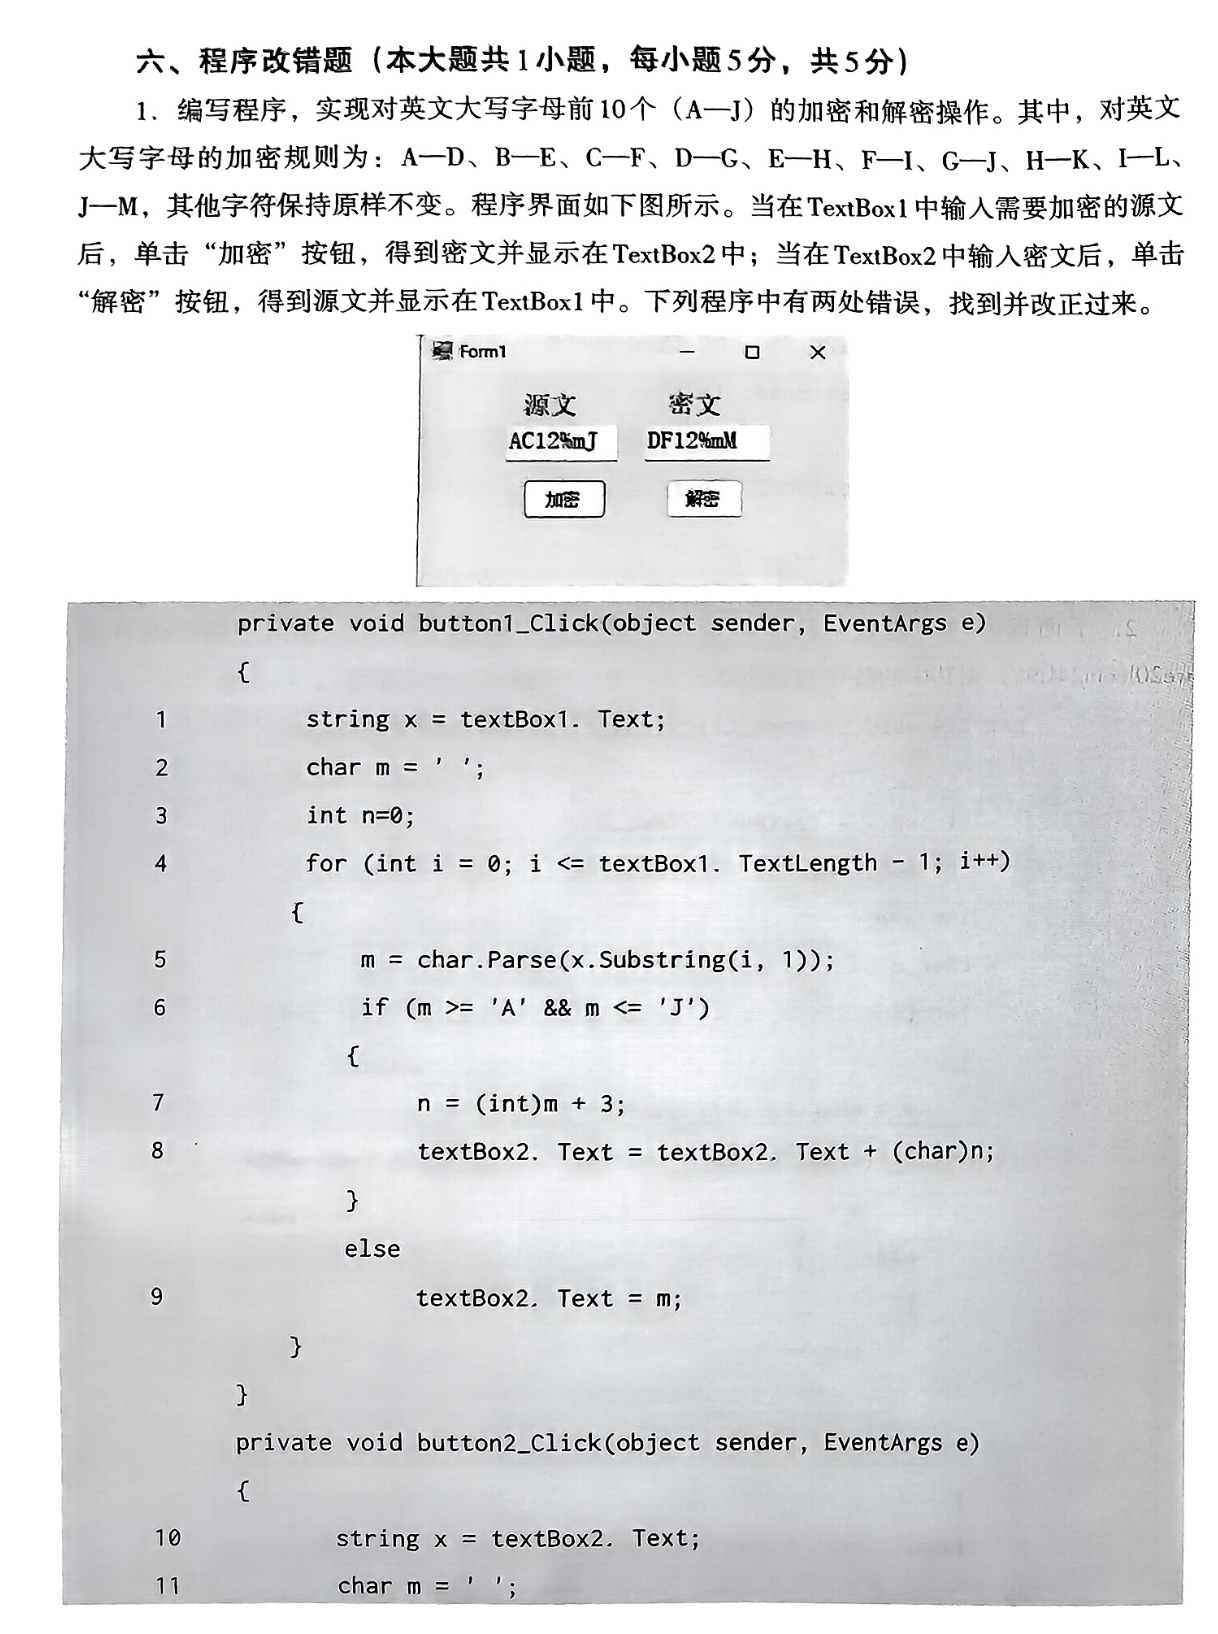 六、程序改错题（本大题共1小题，每小题5分，共5分）
1. 编写程序，实现对英文大写字母前10个（A—J）的加密和解密操作。其中，对英文
大写字母的加密规则为：A—D、B—E、C—F、D—G、E—H、F—I、G—J、H—K、I—L、
J—M，其他字符保持原样不变。程序界面如下图所示。当在TextBox1中输入需要加密的源文
后，单击“加密”按钮，得到密文并显示在TextBox2中；当在TextBox2中输入密文后，单击
“解密”按钮，得到源文并显示在TextBox1中。下列程序中有两处错误，找到并改正过来。
Form1
源文 密文
AC12%mJ DF12%mM
加密 解密
private void button1_Click(object sender, EventArgs e)
{
1 string x = textBox1. Text;
2 char m = ' ';
3 int n=0;
4 for (int i = 0; i <= textBox1. TextLength - 1; i++)
{
5 m = char.Parse(x.Substring(i, 1));
6 if (m >= 'A' && m <= 'J')
{
7 n = (int)m + 3;
8 textBox2. Text = textBox2. Text + (char)n;
}
else
9 textBox2. Text = m;
}
}
private void button2_Click(object sender, EventArgs e)
{
10 string x = textBox2. Text;
11 char m = ' ';